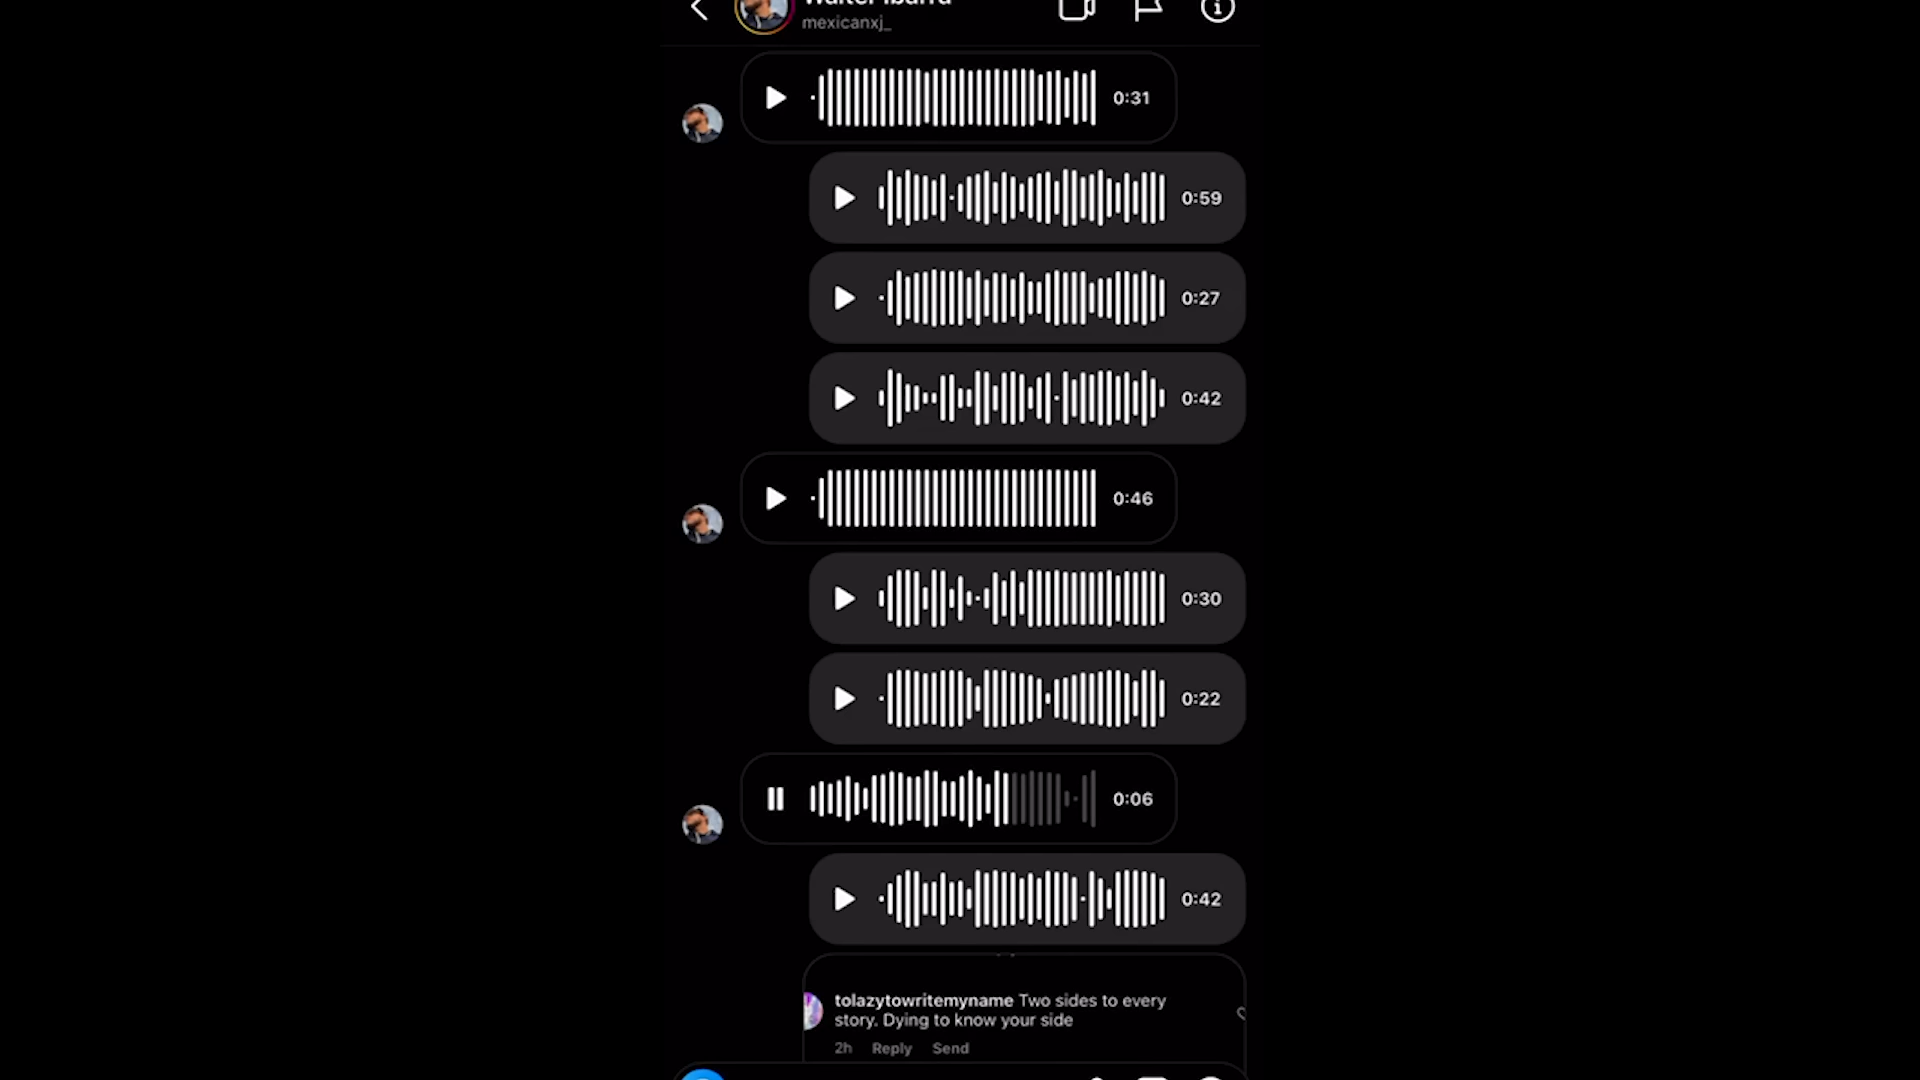 mexicanxj_
0:31
0:59
0:27
0:42
0:46
0:30
0:22
0:06
0:42
tolazytowritemyname Two sides to every
story. Dying to know your side
2h Reply Send